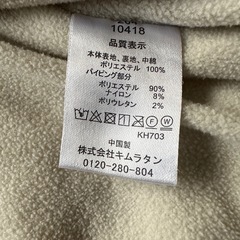 10418
品質表示
本体表地、裏地、中綿
ポリエステル 100%
パイピング部分
ポリエステル 90%
ナイロン 8%
ポリウレタン 2%
KH703
中国製
株式会社キムラタン
0120-280-804